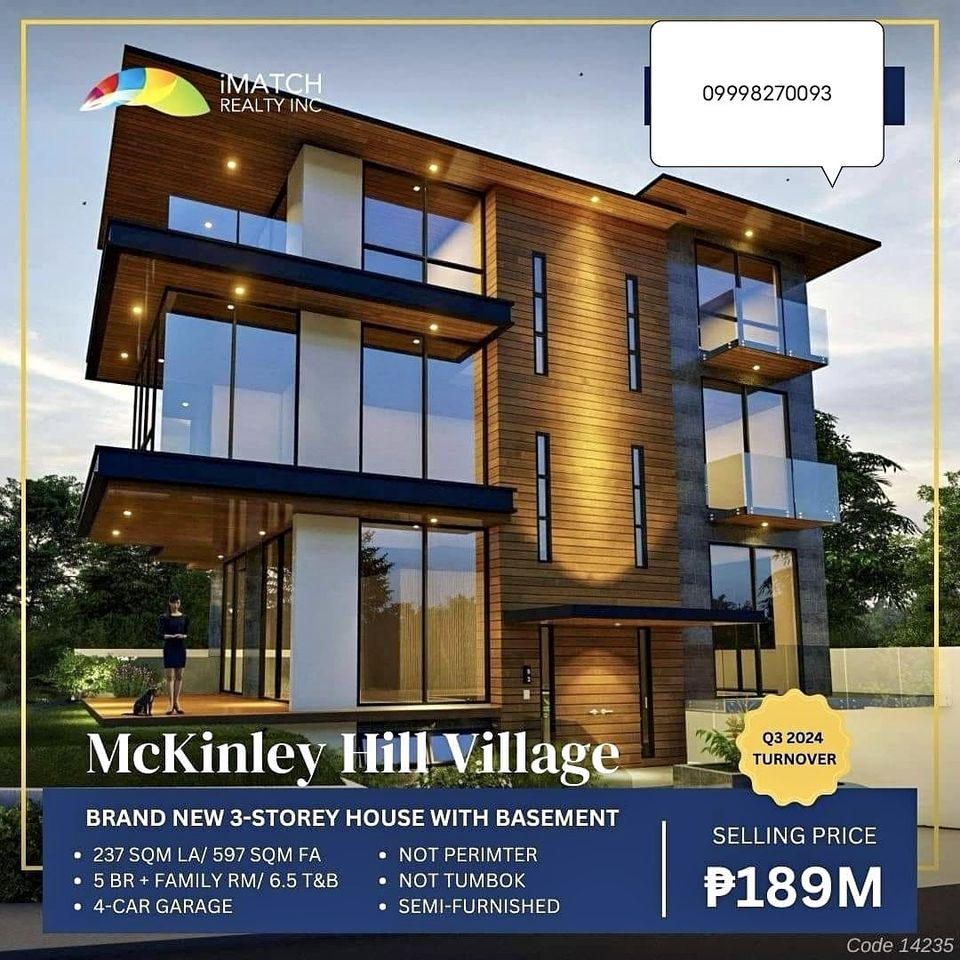 iMATCH
REALTY INC
09998270093
McKinley Hill Village
Q3 2024
TURNOVER
BRAND NEW 3-STOREY HOUSE WITH BASEMENT
• 237 SQM LA/ 597 SQM FA
• 5 BR + FAMILY RM/ 6.5 T&B
• 4-CAR GARAGE
• NOT PERIMTER
• NOT TUMBOK
• SEMI-FURNISHED
SELLING PRICE
₱189M
Code 14235